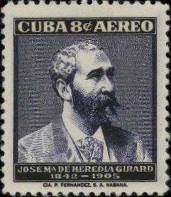 CUBA 8¢ AEREO
JOSE Mª DE HEREDIA GIRARD
1842 - 1905
CIA. P. FERNANDEZ, S. A. HABANA.